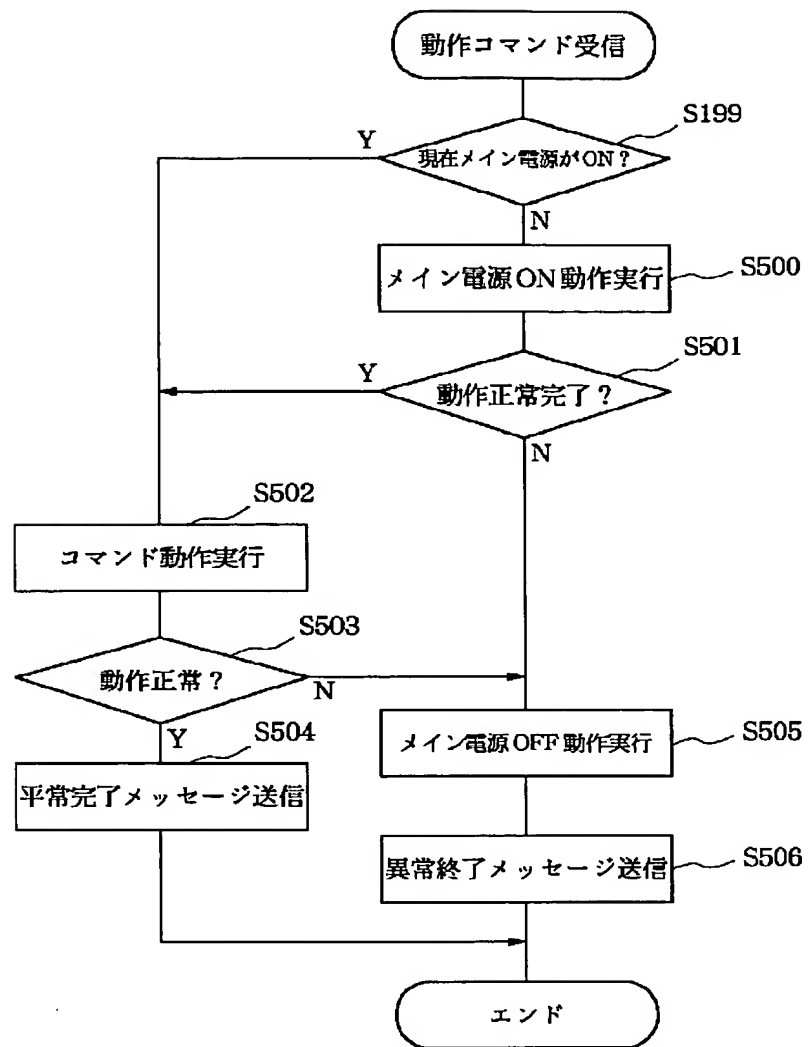 動作コマンド受信
S199
Y
現在メイン電源がON?
N
メイン電源ON動作実行
S500
S501
Y
動作正常完了?
N
S502
コマンド動作実行
S503
動作正常?
N
Y
S504
メイン電源OFF動作実行
S505
平常完了メッセージ送信
異常終了メッセージ送信
S506
エンド